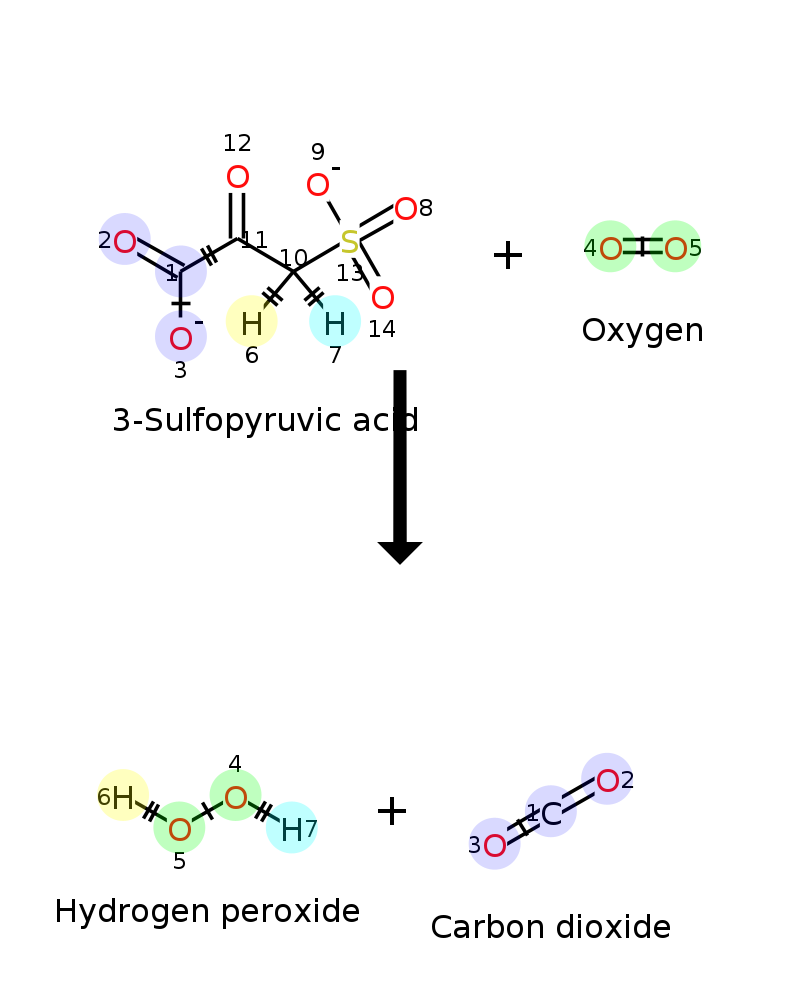 12
O
9
O -
O 8
2 O
11
1
10
S
13
+
4 O O 5
H
H
O
O -
6
7
14
3
Oxygen
3-Sulfopyruvic acid
4
O 2
6 H
O
+
1 C
O
H 7
3 O
5
Hydrogen peroxide
Carbon dioxide